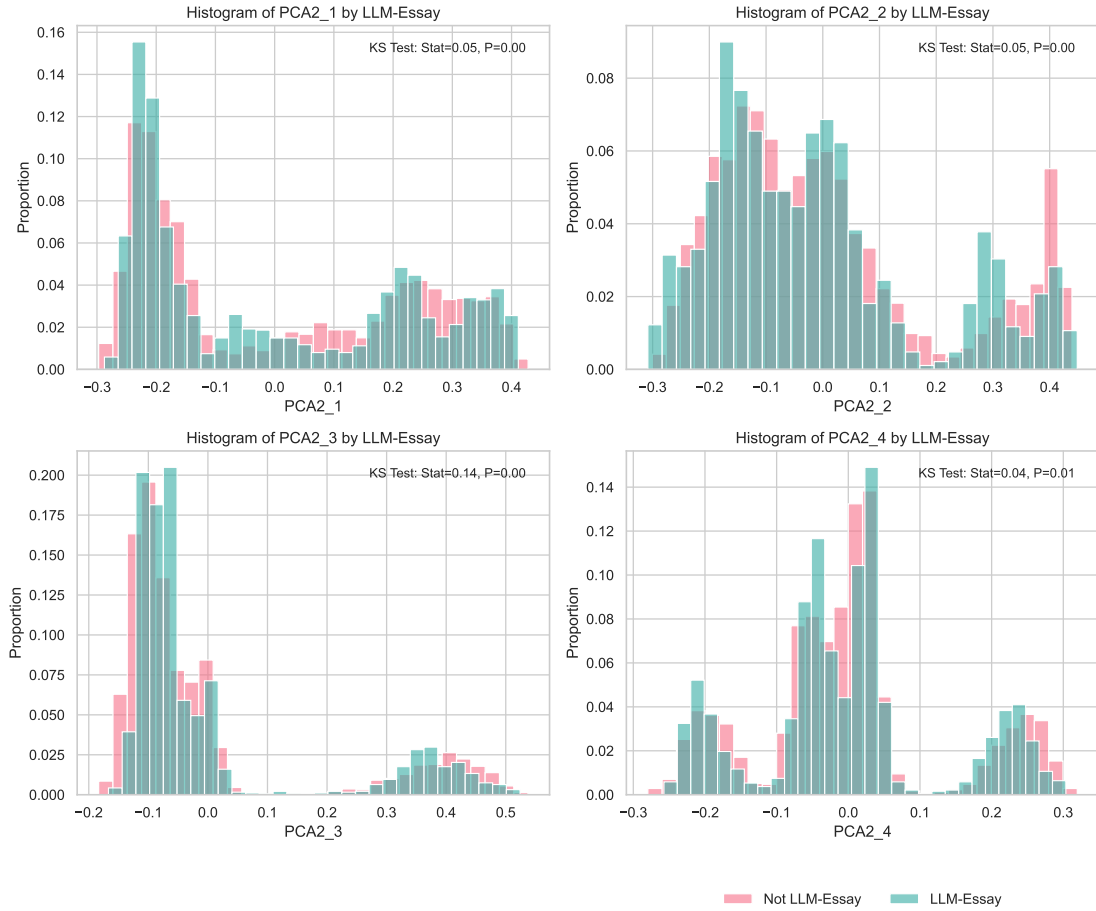 Histogram of PCA2_1 by LLM-Essay
KS Test: Stat=0.05, P=0.00
Proportion
0.16
0.14
0.12
0.10
0.08
0.06
0.04
0.02
0.00
−0.3 −0.2 −0.1 0.0 0.1 0.2 0.3 0.4
PCA2_1
Histogram of PCA2_2 by LLM-Essay
KS Test: Stat=0.05, P=0.00
Proportion
0.08
0.06
0.04
0.02
0.00
−0.3 −0.2 −0.1 0.0 0.1 0.2 0.3 0.4
PCA2_2
Histogram of PCA2_3 by LLM-Essay
KS Test: Stat=0.14, P=0.00
Proportion
0.200
0.175
0.150
0.125
0.100
0.075
0.050
0.025
0.000
−0.2 −0.1 0.0 0.1 0.2 0.3 0.4 0.5
PCA2_3
Histogram of PCA2_4 by LLM-Essay
KS Test: Stat=0.04, P=0.01
Proportion
0.14
0.12
0.10
0.08
0.06
0.04
0.02
0.00
−0.3 −0.2 −0.1 0.0 0.1 0.2 0.3
PCA2_4
Not LLM-Essay LLM-Essay